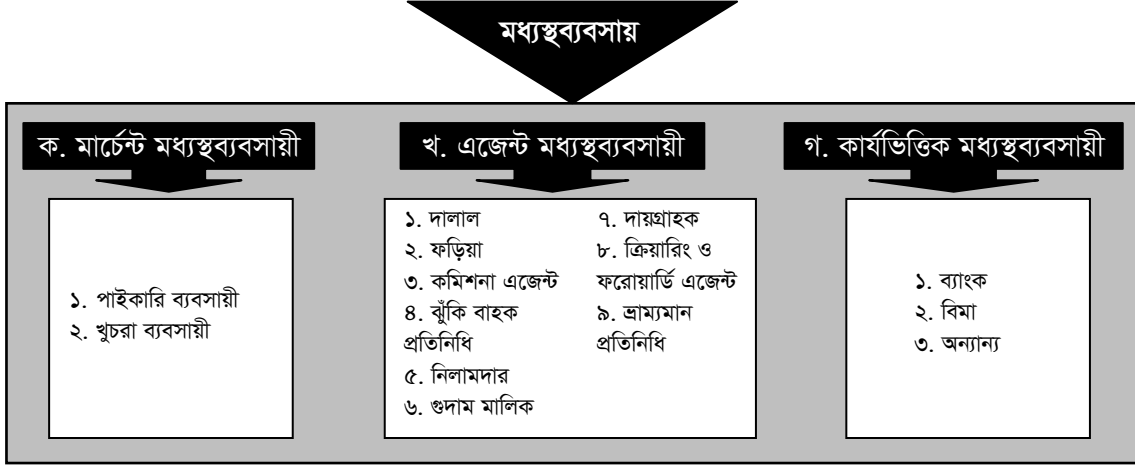 মধ্যস্থব্যবসায়
ক. মার্চেন্ট মধ্যস্থব্যবসায়ী
১. পাইকারি ব্যবসায়ী
২. খুচরা ব্যবসায়ী
খ. এজেন্ট মধ্যস্থব্যবসায়ী
১. দালাল
২. ফড়িয়া
৩. কমিশনা এজেন্ট
৪. ঝুঁকি বাহক
প্রতিনিধি
৫. নিলামদার
৬. গুদাম মালিক
৭. দায়গ্রাহক
৮. ক্রিয়ারিং ও
ফরোয়ার্ডি এজেন্ট
৯. ভ্রাম্যমান
প্রতিনিধি
গ. কার্যভিত্তিক মধ্যস্থব্যবসায়ী
১. ব্যাংক
২. বিমা
৩. অন্যান্য